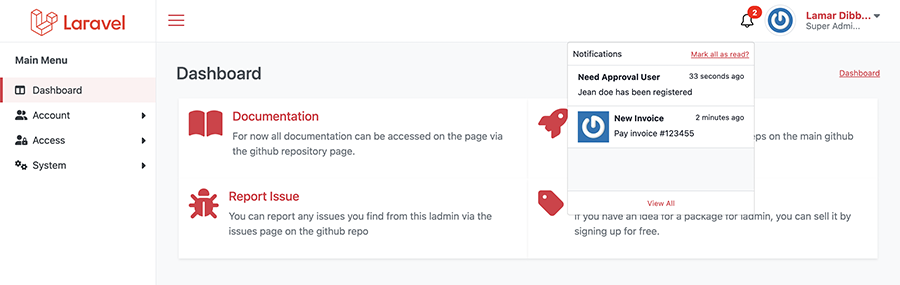 Laravel
2
Lamar Dibb...
Super Admi...
Main Menu
Dashboard
Account
Access
System
Dashboard
Dashboard
Notifications
Mark all as read?
Need Approval User
33 seconds ago
Jean doe has been registered
New Invoice
2 minutes ago
Pay invoice #123455
View All
Documentation
For now all documentation can be accessed on the page via
the github repository page.
on the main github
Report Issue
You can report any issues you find from this ladmin via the
issues page on the github repo
If you have an idea for a package for ladmin, you can sell it by
signing up for free.